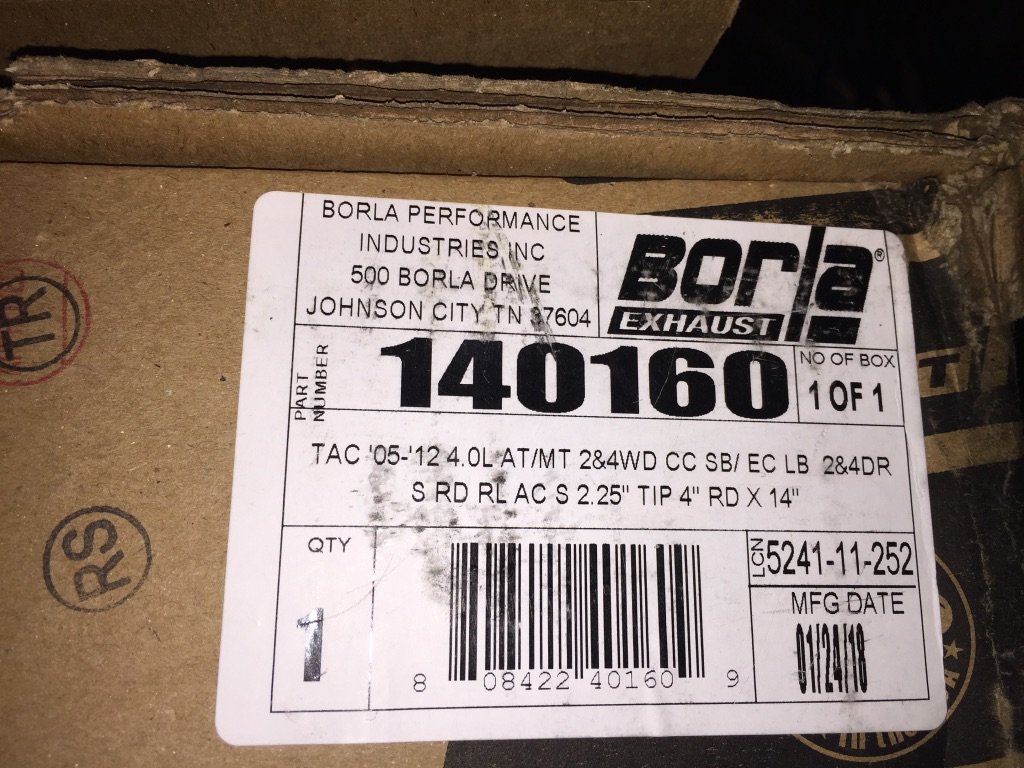 BORLA PERFORMANCE
INDUSTRIES INC
500 BORLA DRIVE
JOHNSON CITY TN 37604
BorlA®
EXHAUST
PART NUMBER
140160
NO OF BOX
1 OF 1
TAC '05-'12 4.0L AT/MT 2&4WD CC SB/ EC LB 2&4DR
S RD RL AC S 2.25" TIP 4" RD X 14"
QTY
1
8 08422 40160 9
LCN
5241-11-252
MFG DATE
01/24/18
TR
RS